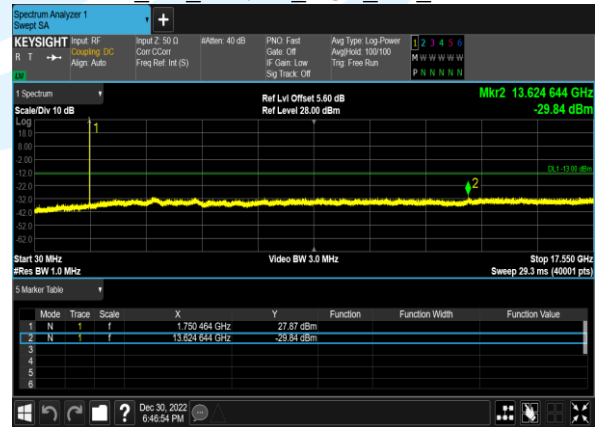 Spectrum Analyzer 1
Swept SA
+
KEYSIGHT
R T
LVI
Input: RF
Coupling: DC
Align: Auto
Input Z: 50 Ω
Corr CCorr
Freq Ref: Int (S)
#Atten: 40 dB
PNO: Fast
Gate: Off
IF Gain: Low
Sig Track: Off
Avg Type: Log-Power
Avg|Hold: 100/100
Trig: Free Run
1 2 3 4 5 6
M W W W W W
P N N N N N
1 Spectrum
Scale/Div 10 dB
Ref Lvl Offset 5.60 dB
Ref Level 28.00 dBm
Mkr2 13.624 644 GHz
-29.84 dBm
Log
18.0
8.00
-2.00
-12.0
-22.0
-32.0
-42.0
-52.0
-62.0
1
2
DL1 -13.00 dBm
Start 30 MHz
#Res BW 1.0 MHz
Video BW 3.0 MHz
Stop 17.550 GHz
Sweep 29.3 ms (40001 pts)
5 Marker Table
Mode Trace Scale X Y Function Function Width Function Value
1 N 1 f 1.750 464 GHz 27.87 dBm
2 N 1 f 13.624 644 GHz -29.84 dBm
3
4
5
6
?
Dec 30, 2022
6:46:54 PM